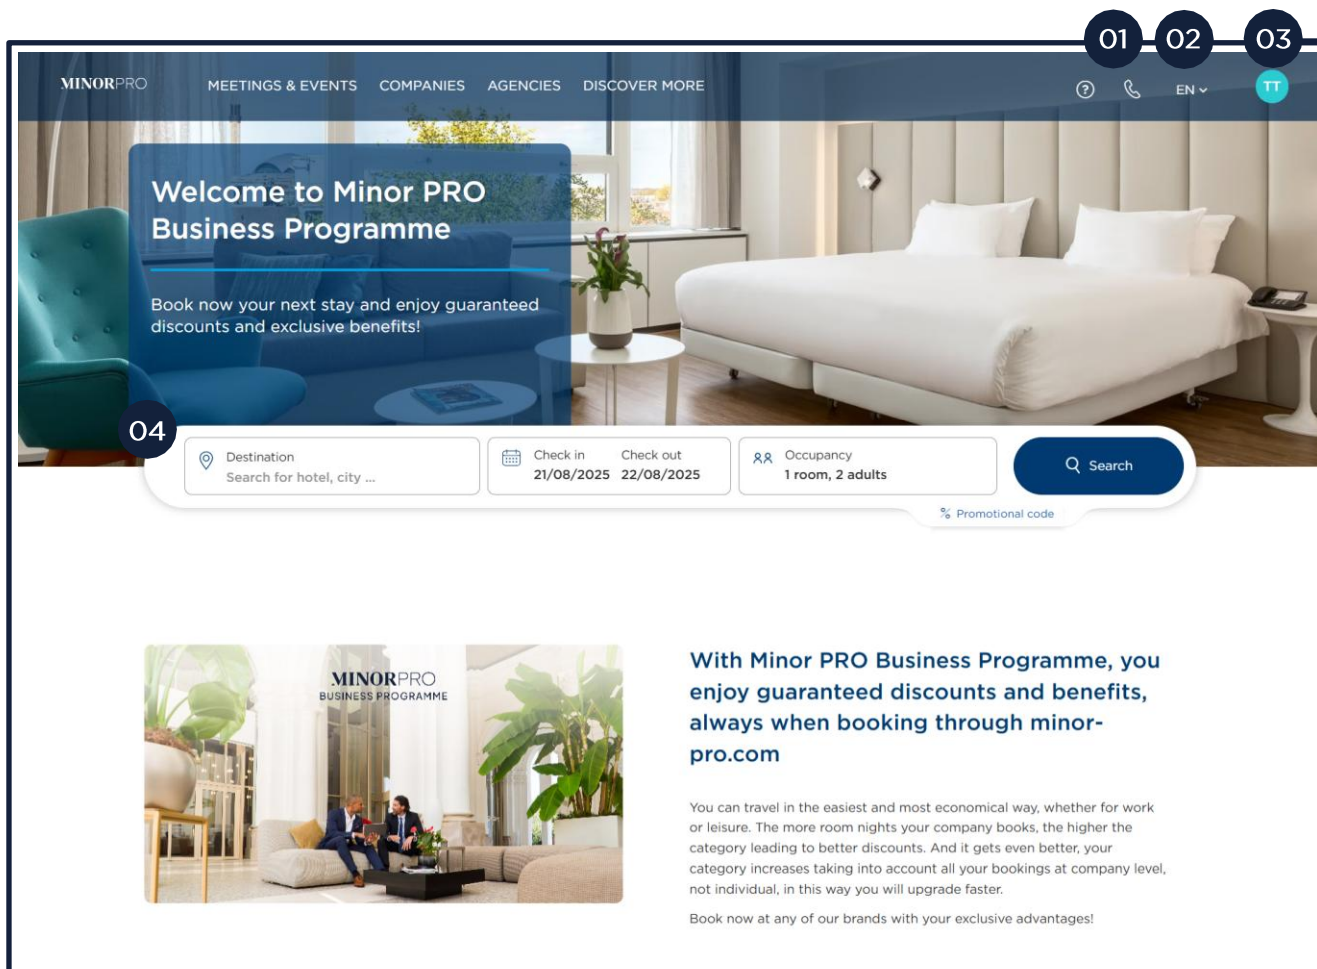 01 02 03
MINORPRO MEETINGS & EVENTS COMPANIES AGENCIES DISCOVER MORE ? EN TT
Welcome to Minor PRO
Business Programme
Book now your next stay and enjoy guaranteed
discounts and exclusive benefits!
04
Destination
Search for hotel, city ...
Check in Check out
21/08/2025 22/08/2025
Occupancy
1 room, 2 adults
Search
% Promotional code
MINORPRO
BUSINESS PROGRAMME
With Minor PRO Business Programme, you
enjoy guaranteed discounts and benefits,
always when booking through minor-
pro.com
You can travel in the easiest and most economical way, whether for work
or leisure. The more room nights your company books, the higher the
category leading to better discounts. And it gets even better, your
category increases taking into account all your bookings at company level,
not individual, in this way you will upgrade faster.
Book now at any of our brands with your exclusive advantages!